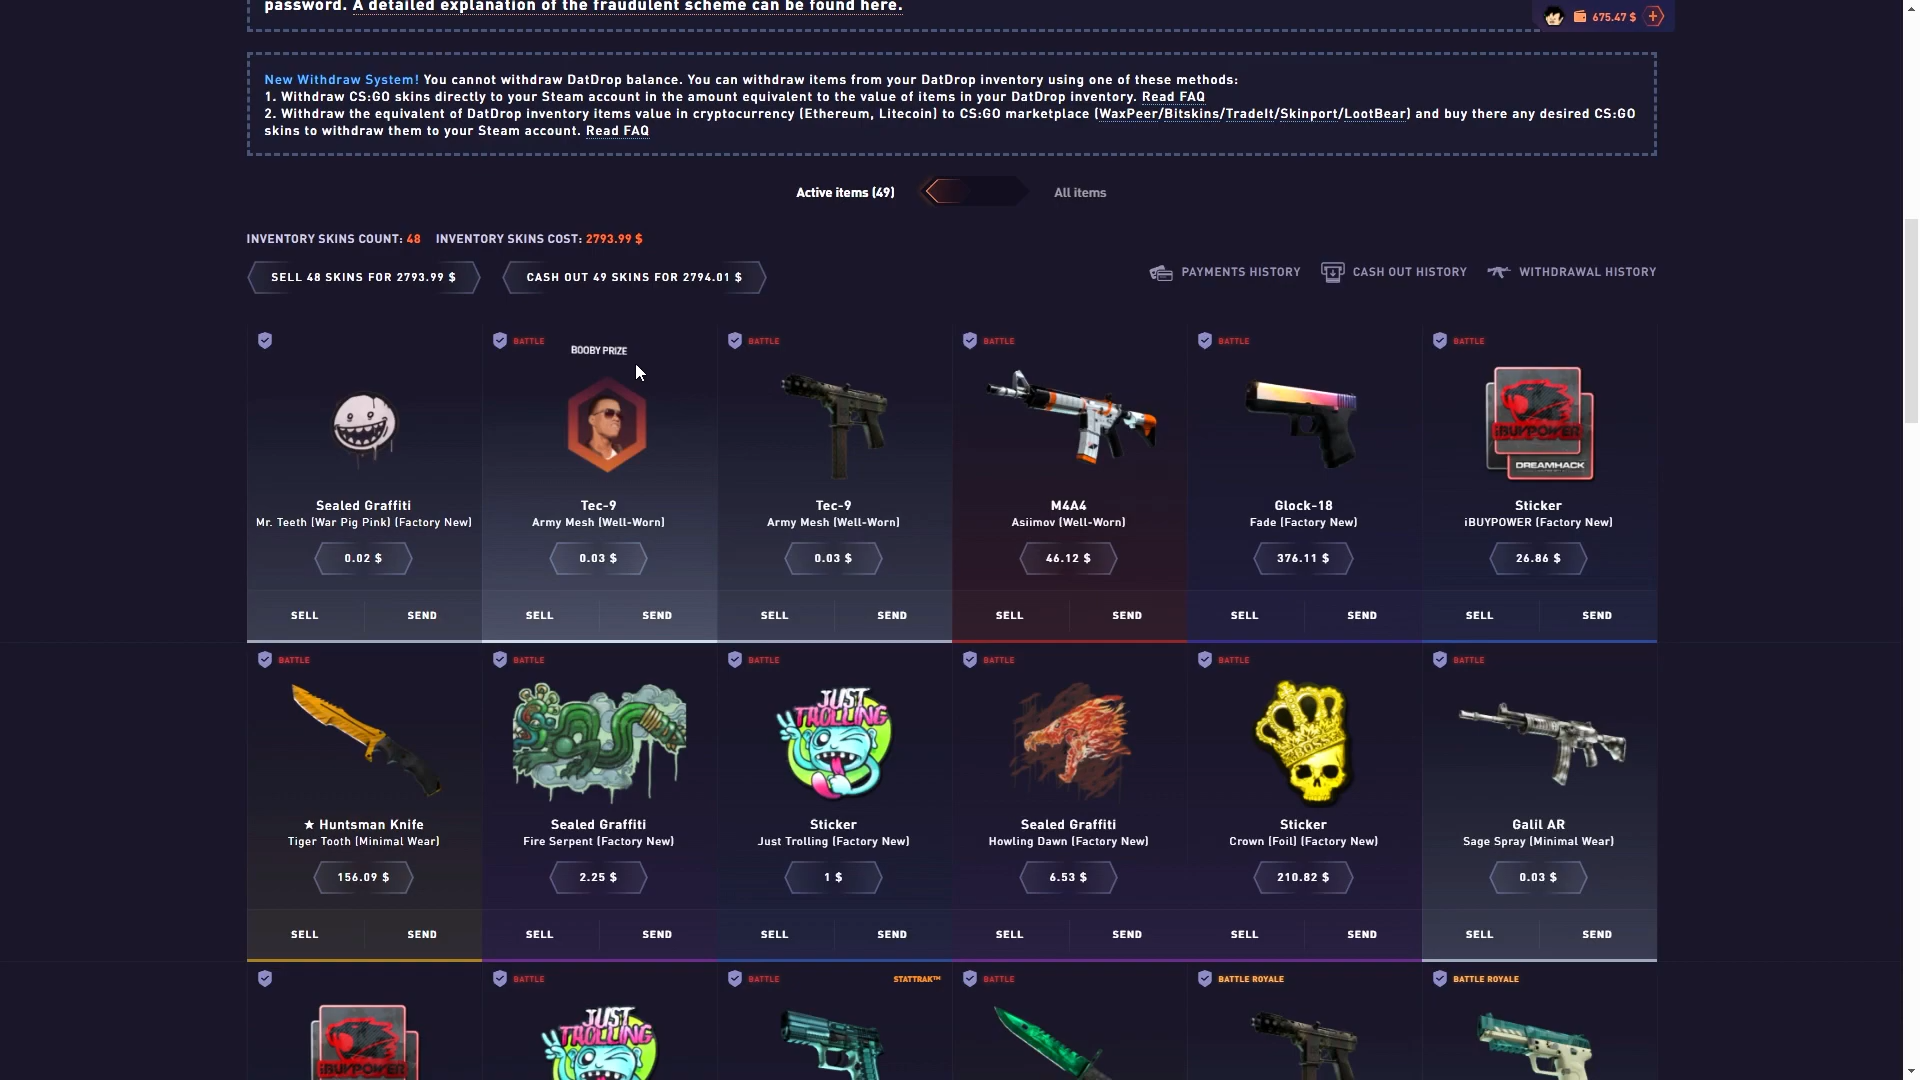 password. A detailed explanation of the fraudulent scheme can be found here.
675.47 $
New Withdraw System! You cannot withdraw DatDrop balance. You can withdraw items from your DatDrop inventory using one of these methods:
1. Withdraw CS:GO skins directly to your Steam account in the amount equivalent to the value of items in your DatDrop inventory. Read FAQ
2. Withdraw the equivalent of DatDrop inventory items value in cryptocurrency (Ethereum, Litecoin) to CS:GO marketplace (WaxPeer/Bitskins/TradeIt/Skinport/LootBear) and buy there any desired CS:GO
skins to withdraw them to your Steam account. Read FAQ
Active items (49) All items
INVENTORY SKINS COUNT: 48 INVENTORY SKINS COST: 2793.99 $
SELL 48 SKINS FOR 2793.99 $ CASH OUT 49 SKINS FOR 2794.01 $ PAYMENTS HISTORY CASH OUT HISTORY WITHDRAWAL HISTORY
BATTLE BOOBY PRIZE BATTLE BATTLE BATTLE BATTLE
iBUYPOWER
DREAMHACK
Sealed Graffiti Tec-9 Tec-9 M4A4 Glock-18 Sticker
Mr. Teeth (War Pig Pink) (Factory New) Army Mesh (Well-Worn) Army Mesh (Well-Worn) Asiimov (Well-Worn) Fade (Factory New) iBUYPOWER (Factory New)
0.02 $ 0.03 $ 0.03 $ 46.12 $ 376.11 $ 26.86 $
SELL SEND SELL SEND SELL SEND SELL SEND SELL SEND SELL SEND
BATTLE BATTLE BATTLE BATTLE BATTLE BATTLE
JUST
TROLLING
★ Huntsman Knife Sealed Graffiti Sticker Sealed Graffiti Sticker Galil AR
Tiger Tooth (Minimal Wear) Fire Serpent (Factory New) Just Trolling (Factory New) Howling Dawn (Factory New) Crown (Foil) (Factory New) Sage Spray (Minimal Wear)
156.09 $ 2.25 $ 1 $ 6.53 $ 210.82 $ 0.03 $
SELL SEND SELL SEND SELL SEND SELL SEND SELL SEND SELL SEND
BATTLE BATTLE STATTRAK™ BATTLE BATTLE ROYALE BATTLE ROYALE
JUST
TROLLING
iBUYPOWER